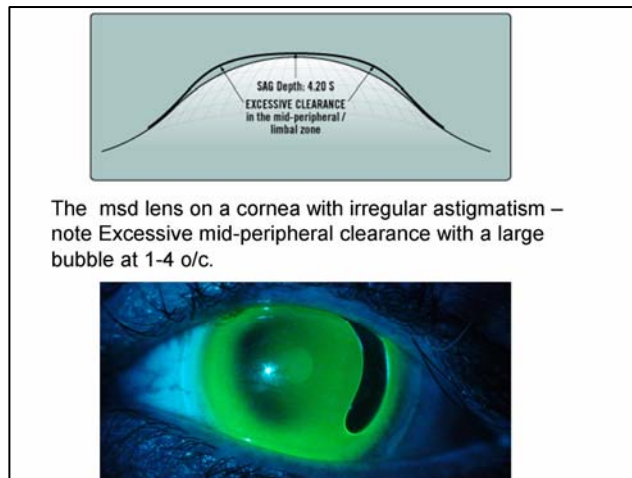 SAG Depth: 4.20 S
EXCESSIVE CLEARANCE
in the mid-peripheral /
limbal zone
The  msd lens on a cornea with irregular astigmatism –
note Excessive mid-peripheral clearance with a large
bubble at 1-4 o/c.